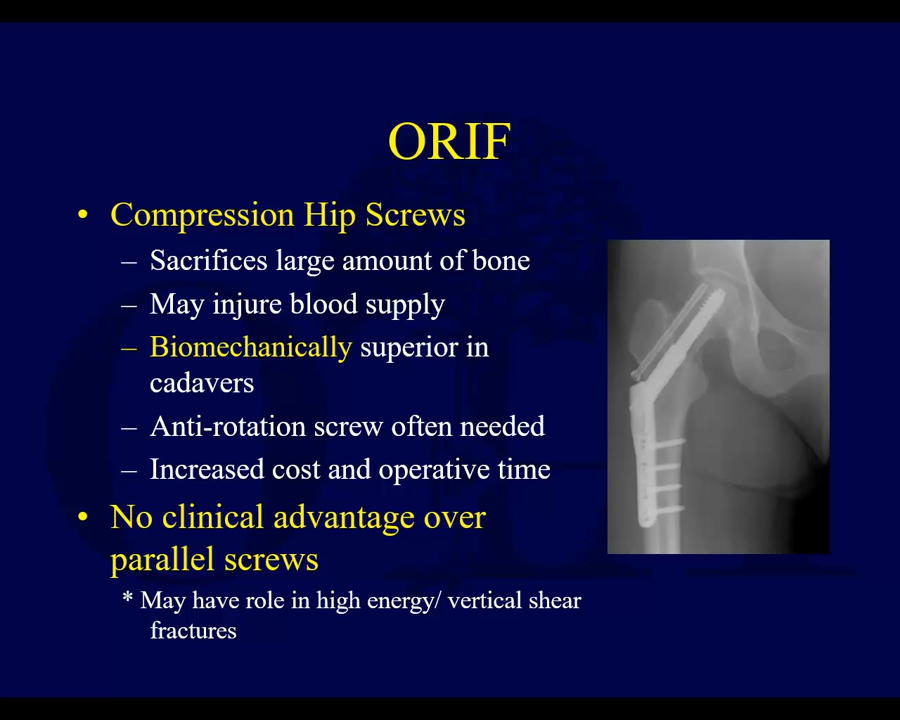 ORIF
• Compression Hip Screws
– Sacrifices large amount of bone
– May injure blood supply
– Biomechanically superior in
cadavers
– Anti-rotation screw often needed
– Increased cost and operative time
• No clinical advantage over
parallel screws
* May have role in high energy/ vertical shear
fractures